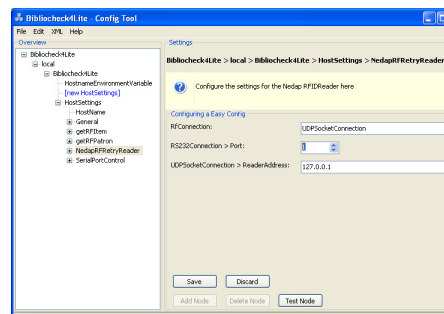 Bibliocheck4Lite - Config Tool
File Edit XML Help
Overview
Bibliocheck4Lite
local
Bibliocheck4Lite
HostnameEnvironmentVariable
[new HostSettings]
HostSettings
HostName
General
getRFItem
getRFPatron
NedapRFRetryReader
SerialPortControl
Settings
Bibliocheck4Lite > local > Bibliocheck4Lite > HostSettings > NedapRFRetryReader
Configure the settings for the Nedap RFIDReader here
Configuring a Easy Config
RfConnection:
UDPSocketConnection
RS232Connection > Port:
1
UDPSocketConnection > ReaderAddress:
127.0.0.1
Save Discard
Add Node Delete Node Test Node